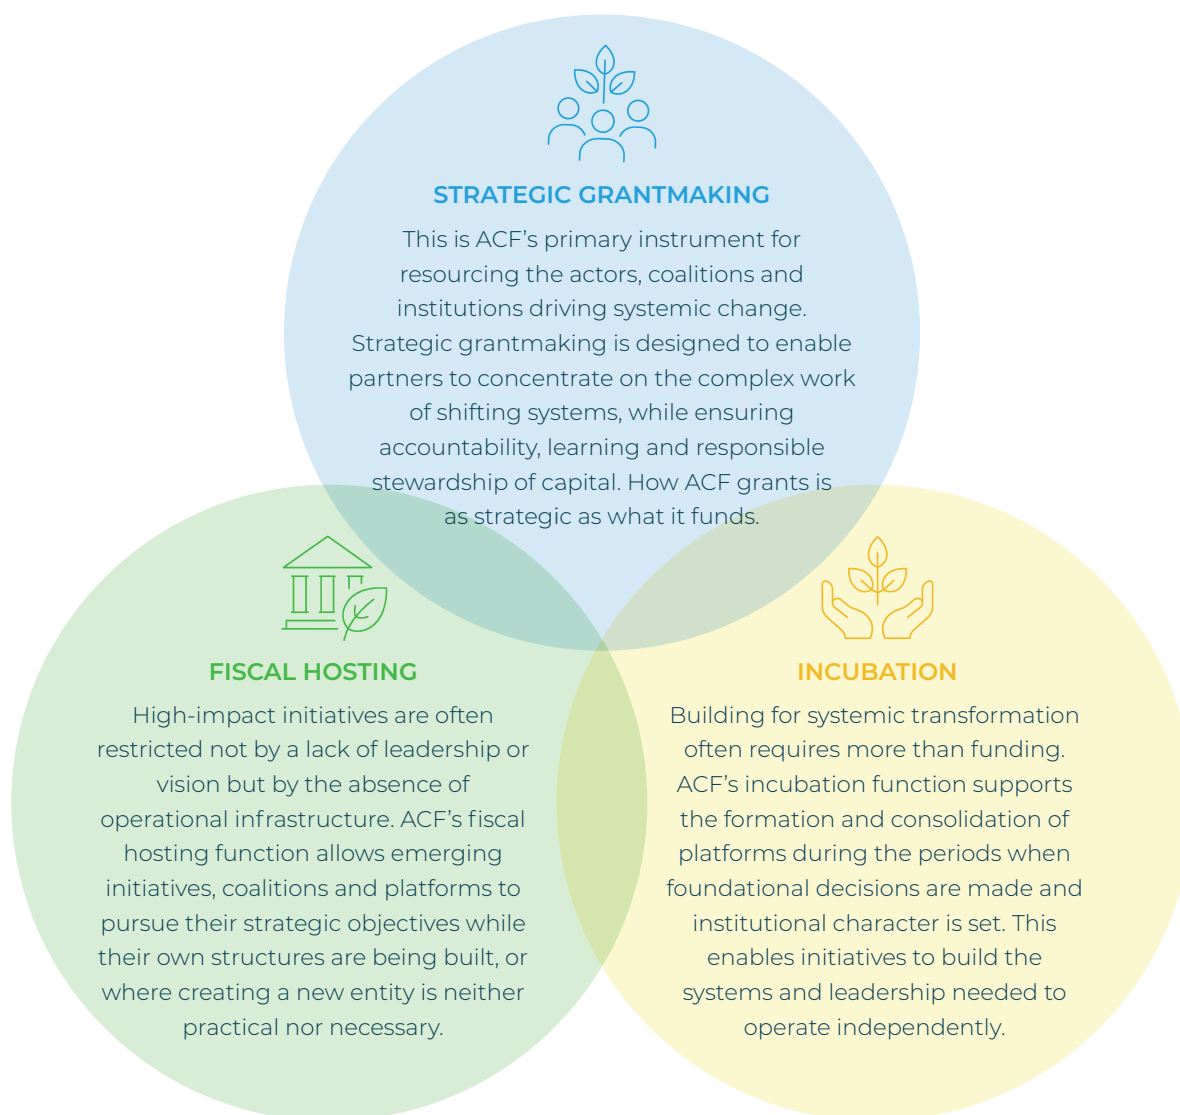 STRATEGIC GRANTMAKING
This is ACF’s primary instrument for
resourcing the actors, coalitions and
institutions driving systemic change.
Strategic grantmaking is designed to enable
partners to concentrate on the complex work
of shifting systems, while ensuring
accountability, learning and responsible
stewardship of capital. How ACF grants is
as strategic as what it funds.
FISCAL HOSTING
High-impact initiatives are often
restricted not by a lack of leadership or
vision but by the absence of
operational infrastructure. ACF’s fiscal
hosting function allows emerging
initiatives, coalitions and platforms to
pursue their strategic objectives while
their own structures are being built, or
where creating a new entity is neither
practical nor necessary.
INCUBATION
Building for systemic transformation
often requires more than funding.
ACF’s incubation function supports
the formation and consolidation of
platforms during the periods when
foundational decisions are made and
institutional character is set. This
enables initiatives to build the
systems and leadership needed to
operate independently.